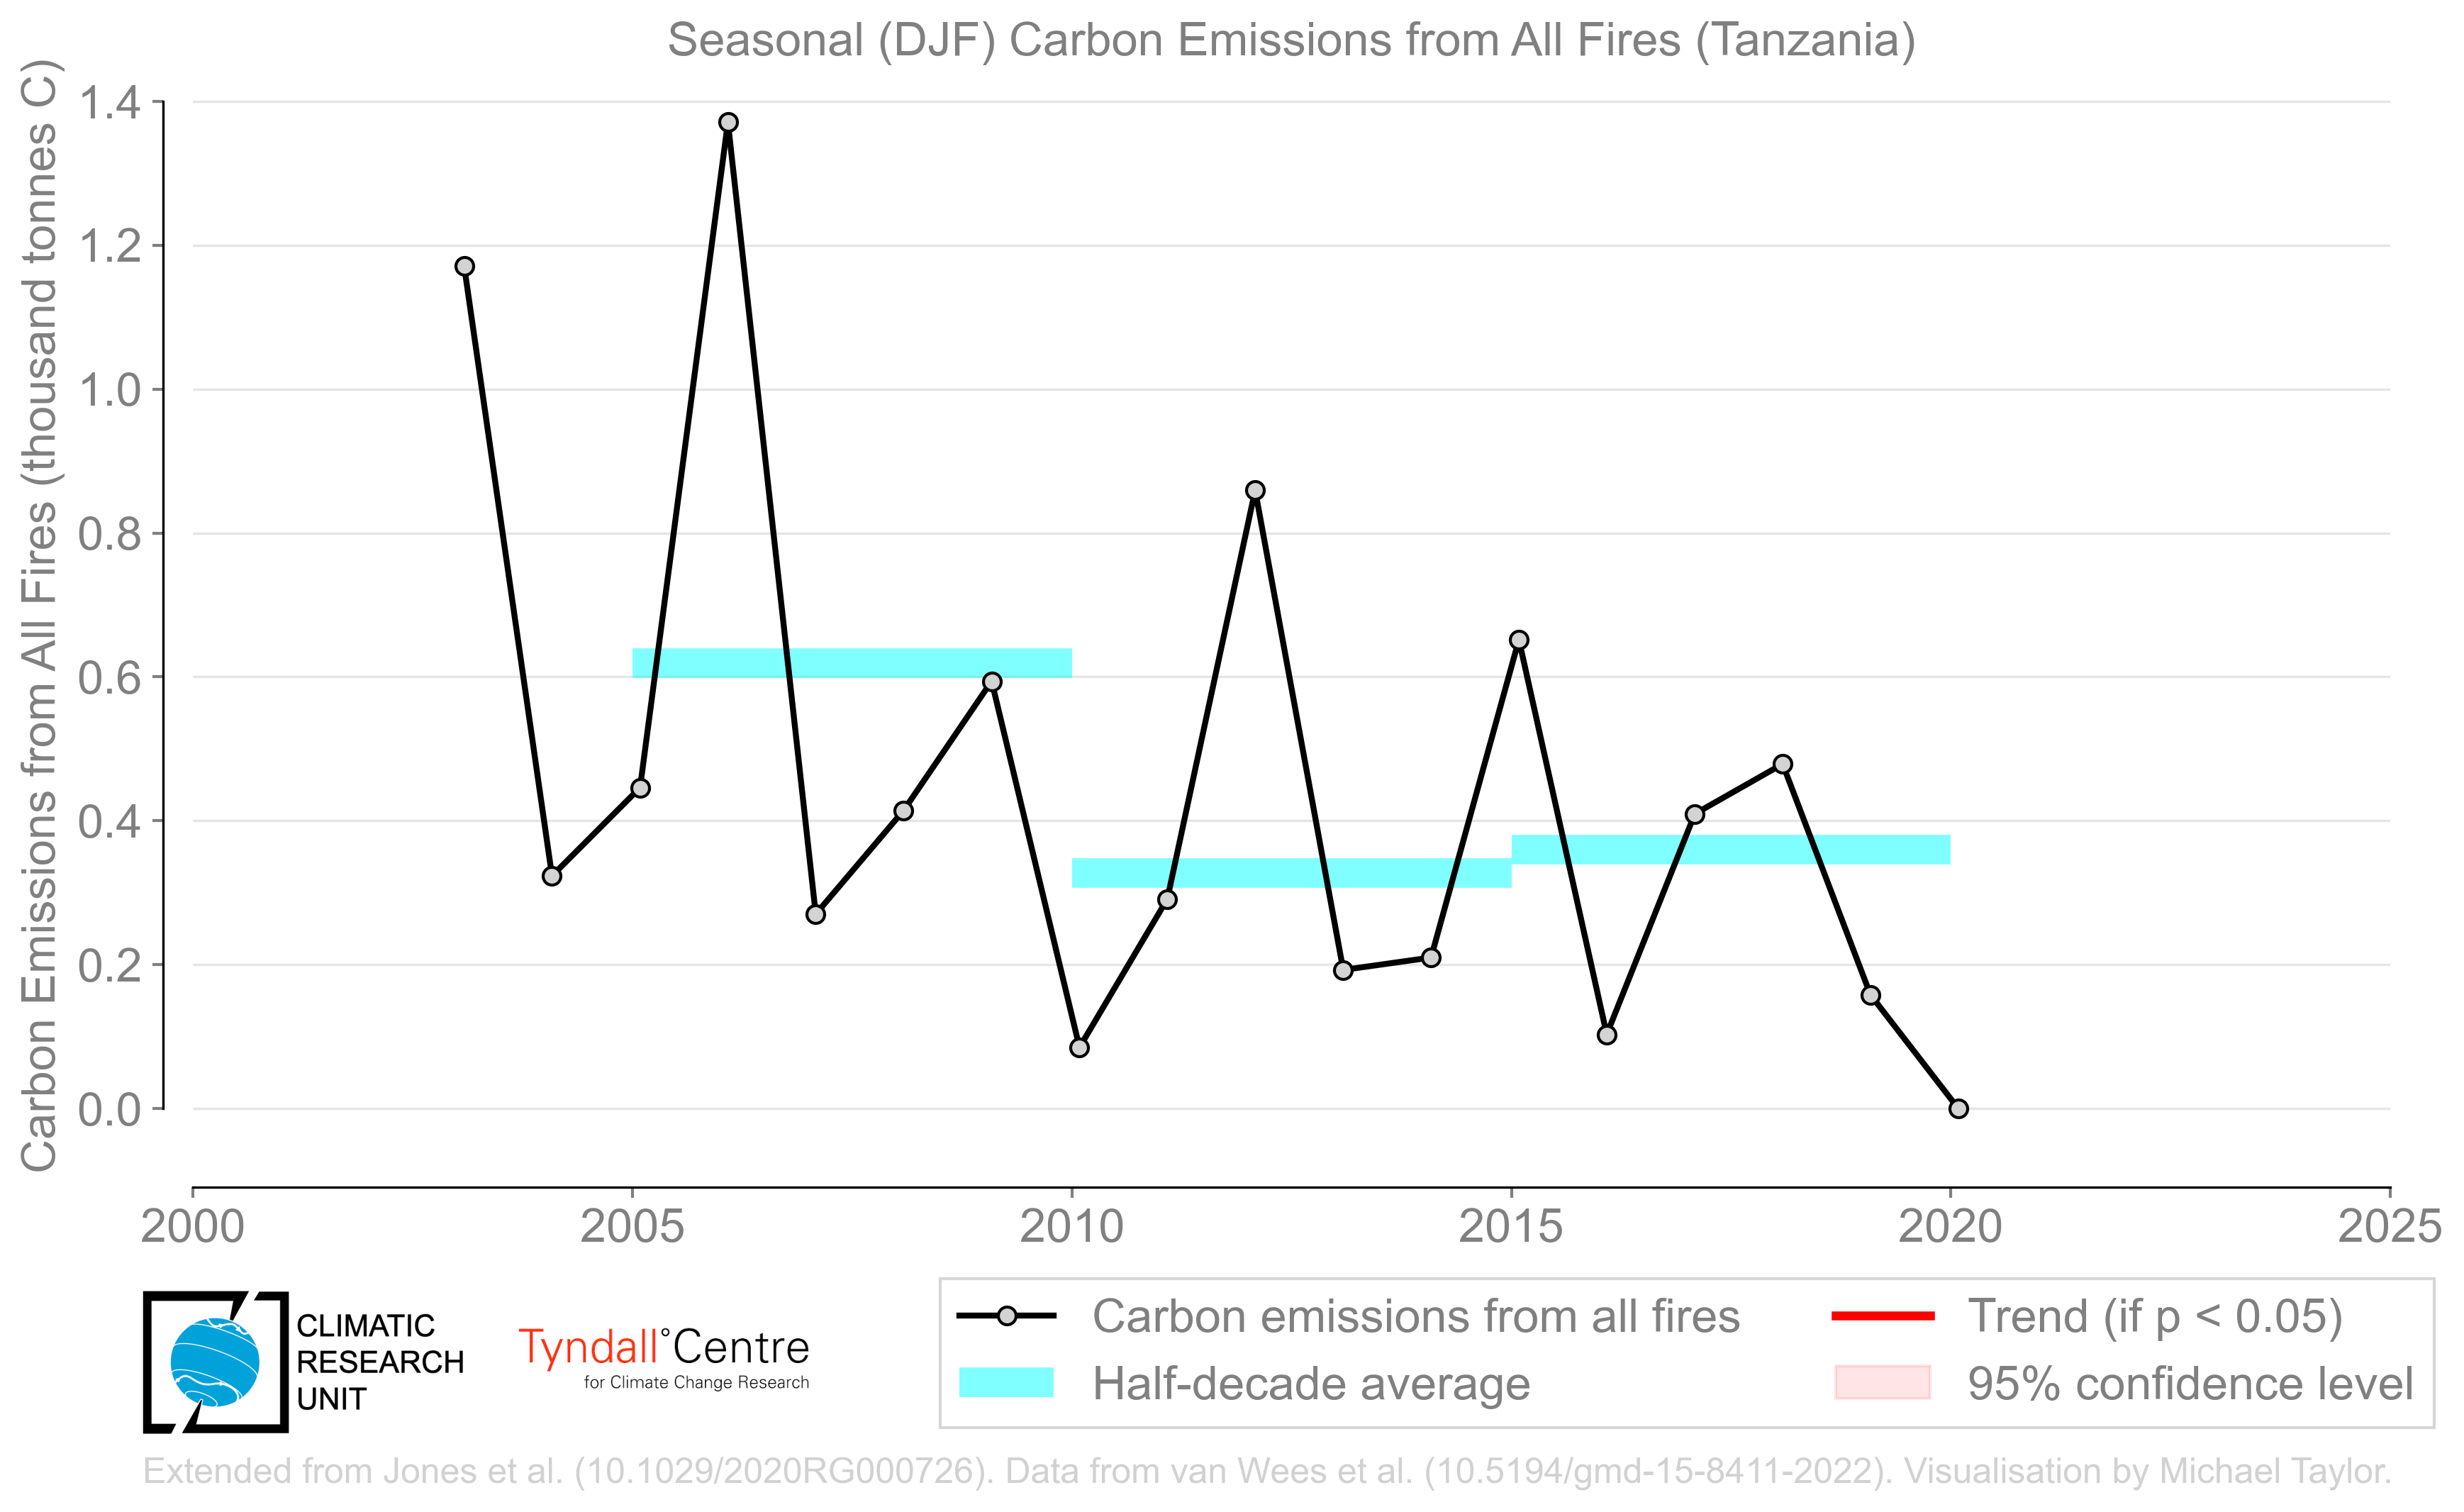 Seasonal (DJF) Carbon Emissions from All Fires (Tanzania)
Carbon Emissions from All Fires (thousand tonnes C)
1.4
1.2
1.0
0.8
0.6
0.4
0.2
0.0
2000 2005 2010 2015 2020 2025
CLIMATIC
RESEARCH
UNIT
Tyndall°Centre
for Climate Change Research
Carbon emissions from all fires
Half-decade average
Trend (if p < 0.05)
95% confidence level
Extended from Jones et al. (10.1029/2020RG000726). Data from van Wees et al. (10.5194/gmd-15-8411-2022). Visualisation by Michael Taylor.